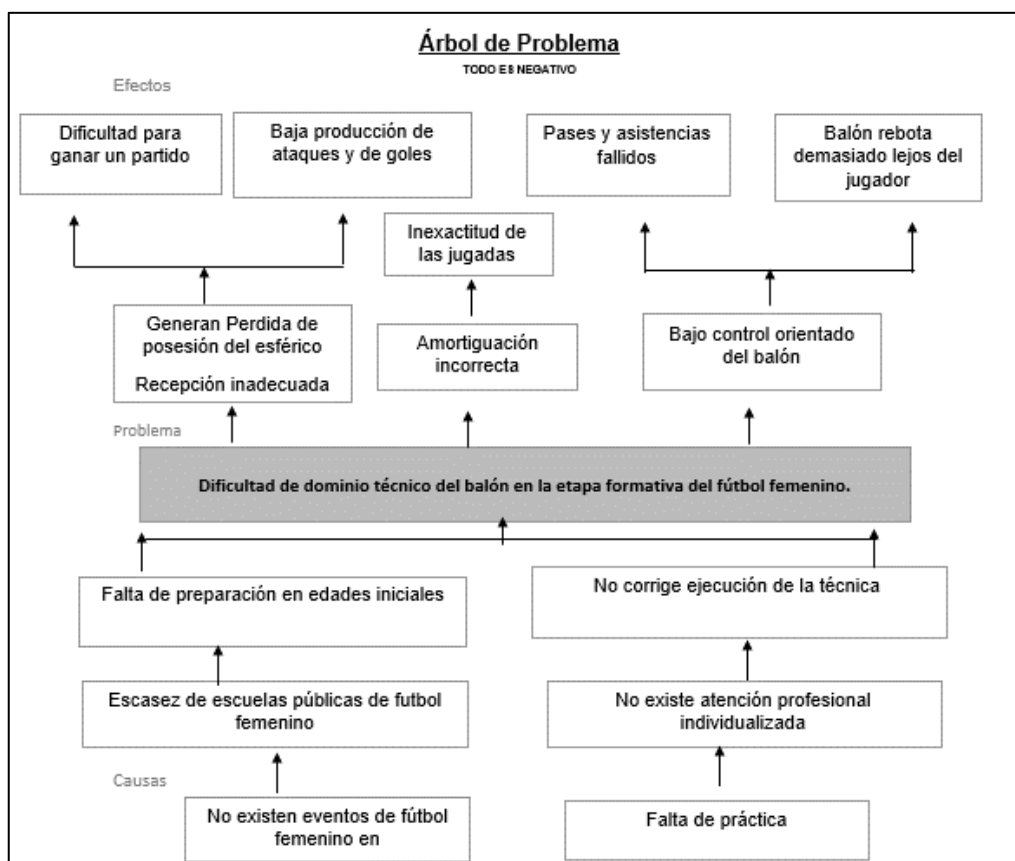 Árbol de Problema
TODO ES NEGATIVO
Efectos
Dificultad para
ganar un partido
Baja producción de
ataques y de goles
Pases y asistencias
fallidos
Balón rebota
demasiado lejos del
jugador
Inexactitud de
las jugadas
Generan Perdida de
posesión del esférico
Recepción inadecuada
Amortiguación
incorrecta
Bajo control orientado
del balón
Problema
Dificultad de dominio técnico del balón en la etapa formativa del fútbol femenino.
Falta de preparación en edades iniciales
No corrige ejecución de la técnica
Escasez de escuelas públicas de futbol
femenino
No existe atención profesional
individualizada
Causas
No existen eventos de fútbol
femenino en
Falta de práctica